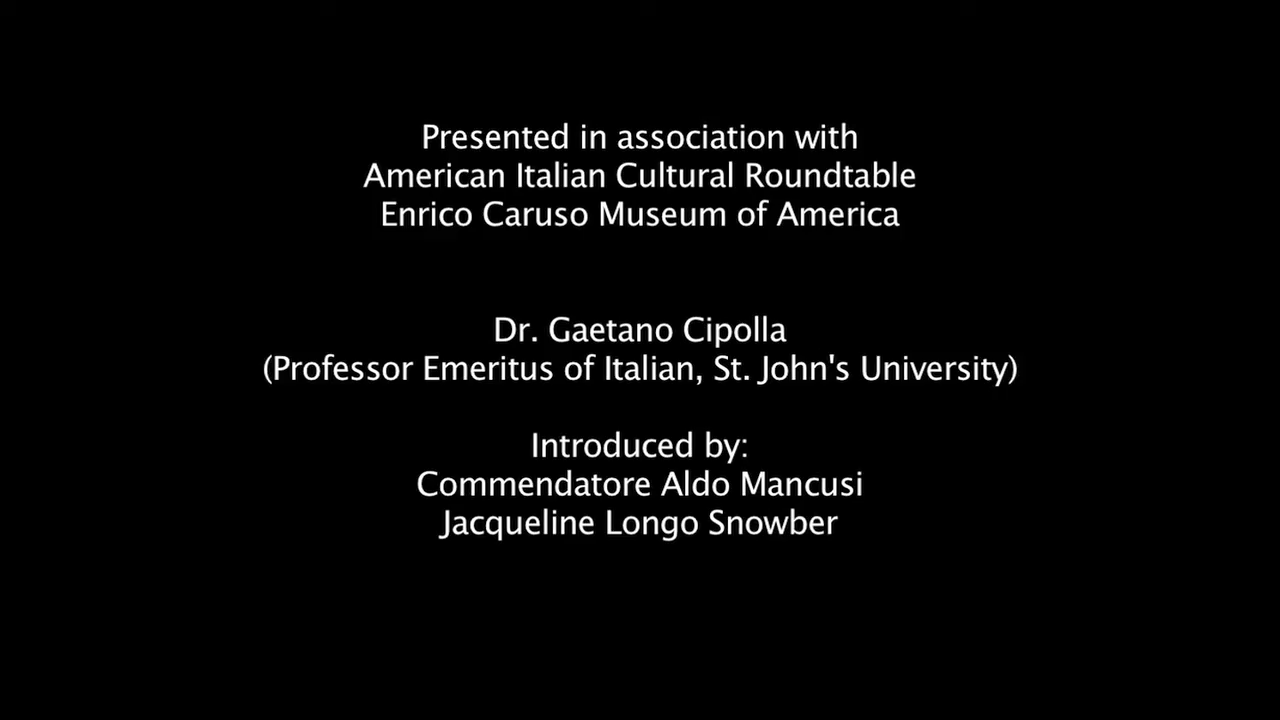 Presented in association with
American Italian Cultural Roundtable
Enrico Caruso Museum of America
Dr. Gaetano Cipolla
(Professor Emeritus of Italian, St. John's University)
Introduced by:
Commendatore Aldo Mancusi
Jacqueline Longo Snowber